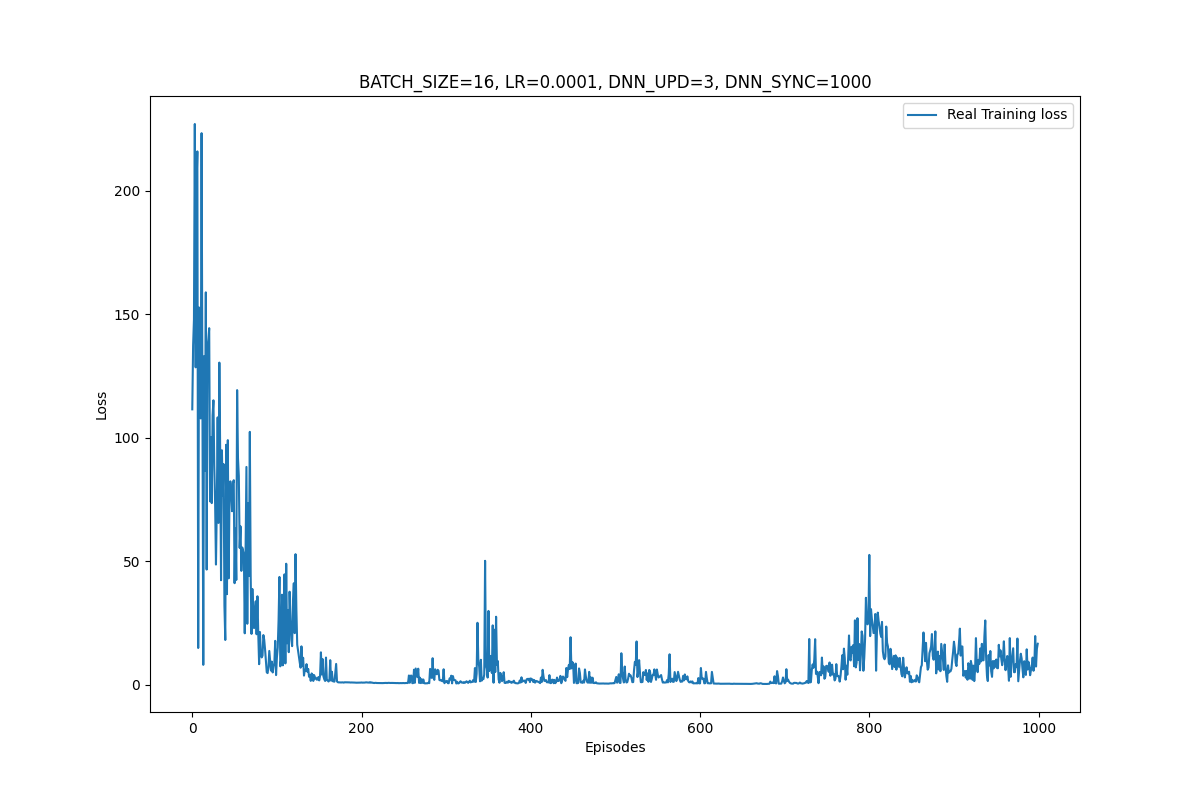 BATCH_SIZE=16, LR=0.0001, DNN_UPD=3, DNN_SYNC=1000
Real Training loss
200
150
100
50
0
Loss
0 200 400 600 800 1000
Episodes